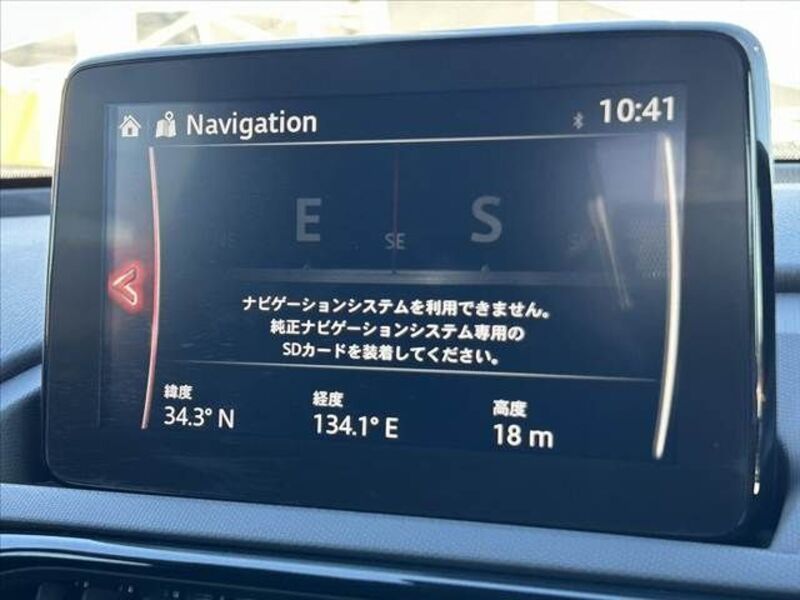 Navigation
10:41
E
S
SE
ナビゲーションシステムを利用できません。
純正ナビゲーションシステム専用の
SDカードを装着してください。
緯度
経度
高度
34.3° N
134.1° E
18 m